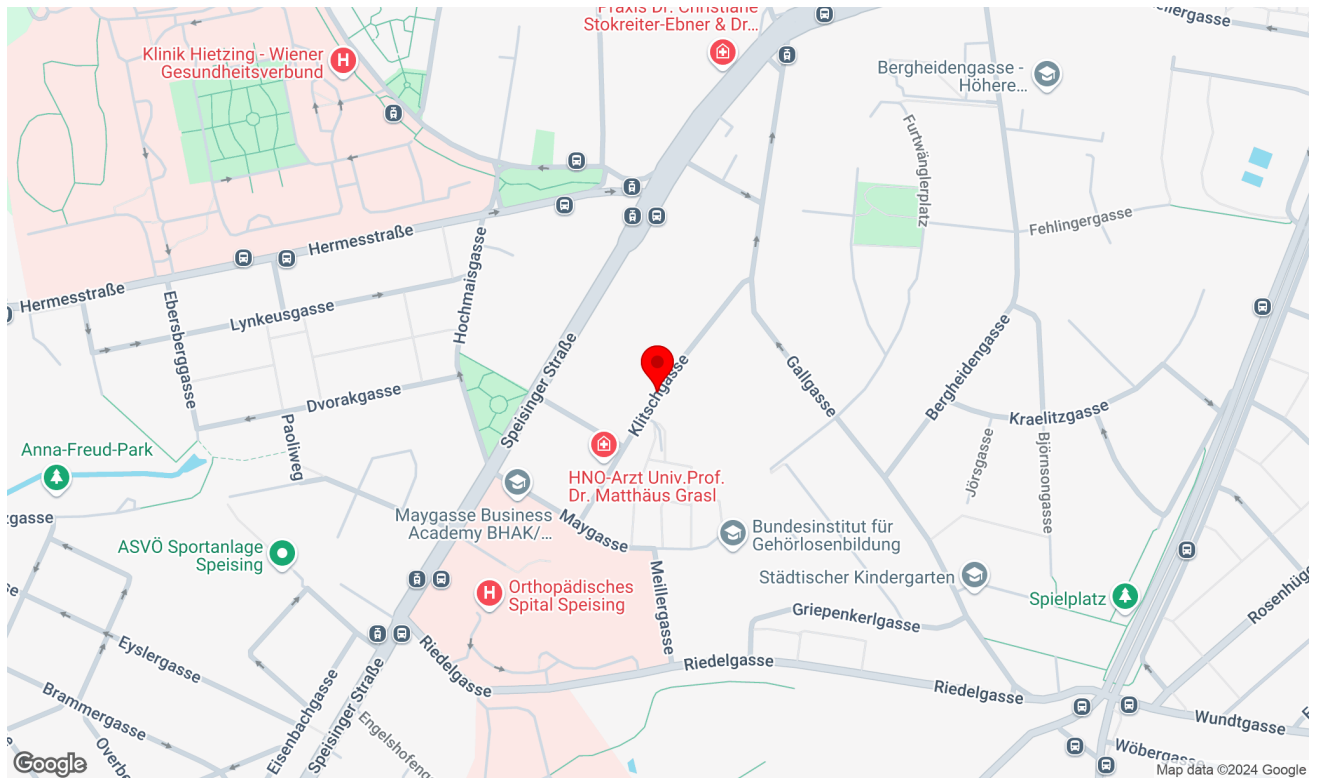 Praxis Dr. Christiane
Stokreiter-Ebner & Dr...
Klinik Hietzing - Wiener
Gesundheitsverbund
H
Bergheidengasse -
Höhere...
Furtwänglerplatz
Fehlingergasse
Hermesstraße
Hermesstraße
Hochmaisgasse
Ebersberggasse
Lynkeusgasse
Speisinger Straße
Klitschgasse
Gallgasse
Bergheidengasse
Dvorakgasse
Paoliweg
Kraelitzgasse
Jörsgasse
Björnsongasse
Anna-Freud-Park
HNO-Arzt Univ.Prof.
Dr. Matthäus Grasl
Maygasse Business
Academy BHAK/...
Maygasse
Bundesinstitut für
Gehörlosenbildung
ASVÖ Sportanlage
Speising
Städtischer Kindergarten
H
Orthopädisches
Spital Speising
Meillergasse
Spielplatz
Griepenkerlgasse
Eyslergasse
Riedelgasse
Riedelgasse
Riedelgasse
Brammergasse
Eisenbachgasse
Speisinger Straße
Wundtgasse
Google
Map data ©2024 Google